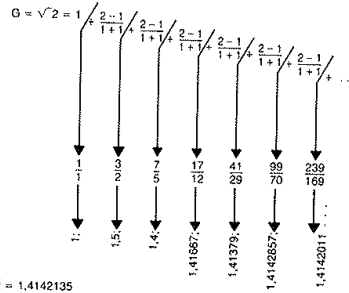 G = √2 = 1 + 2-1/1+1 + 2-1/1+1 + 2-1/1+1 + 2-1/1+1 + 2-1/1+1 + 2-1/1+1 + ...
1/1 3/2 7/5 17/12 41/29 99/70 239/169 ...
1; 1,5; 1,4; 1,41667; 1,41379; 1,4142857; 1,4142011 ...
= 1,4142135